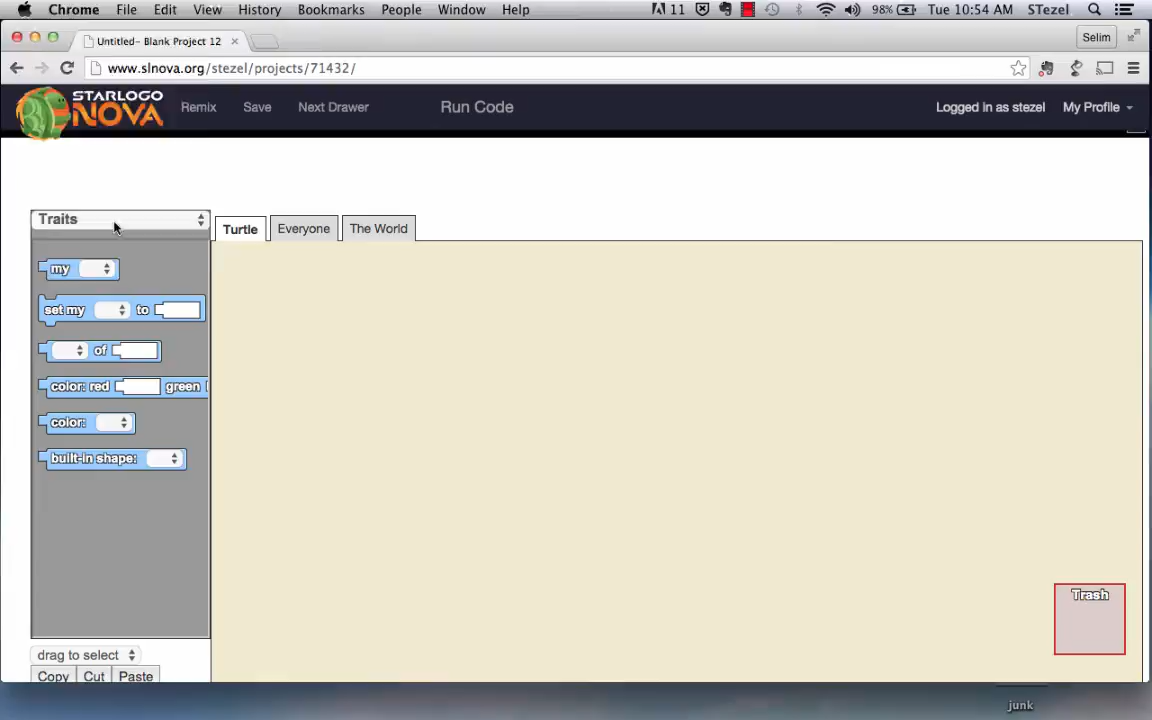 Chrome File Edit View History Bookmarks People Window Help 11 98% Tue 10:54 AM STezel
Untitled– Blank Project 12 × Selim
www.slnova.org/stezel/projects/71432/
STARLOGO NOVA Remix Save Next Drawer Run Code Logged in as stezel My Profile
Traits
Turtle Everyone The World
my
set my to
of
color: red green
color:
built-in shape:
Trash
drag to select
Copy Cut Paste
junk